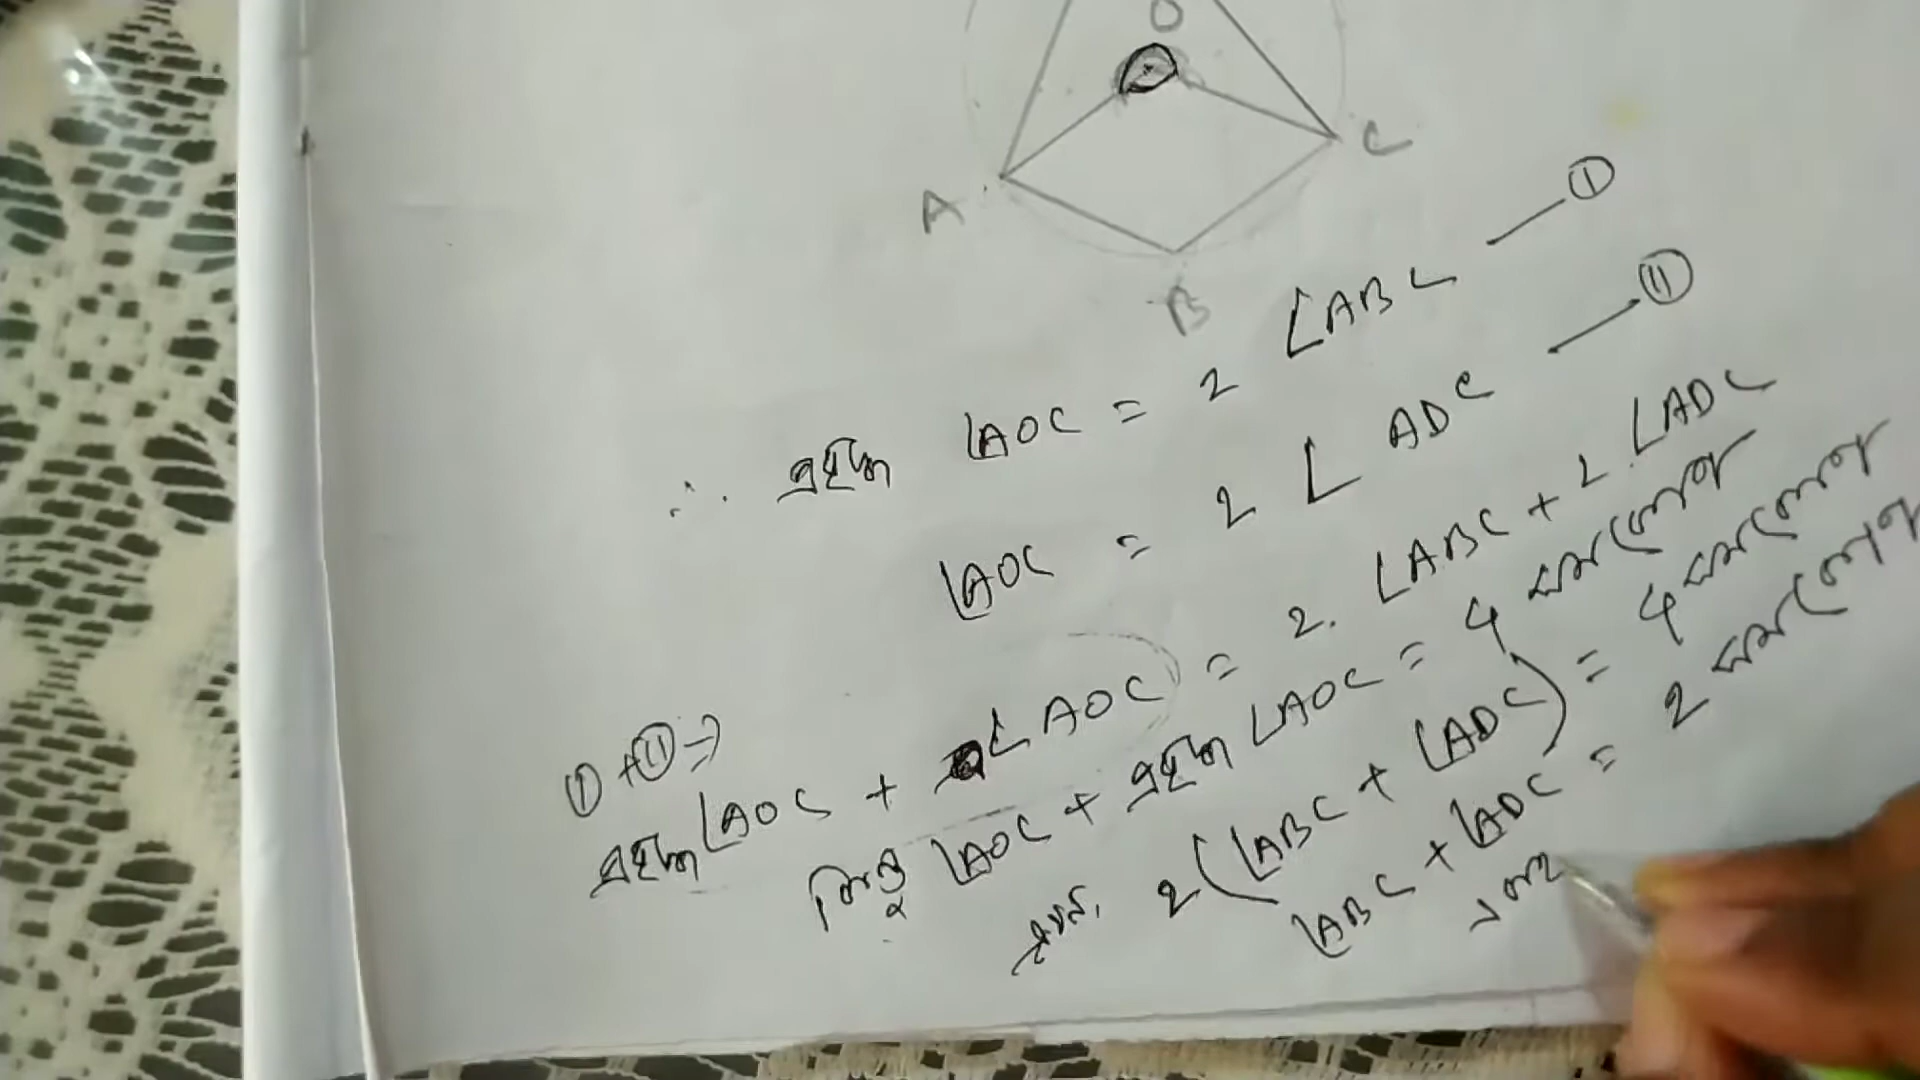 O
A
C
B
∴ প্রবৃদ্ধ ∠AOC = 2 ∠ABC — (I)
∠AOC = 2 ∠ADC — (II)
(I) + (II) ⇒
প্রবৃদ্ধ ∠AOC + ∠AOC = 2. ∠ABC + 2. ∠ADC
কিন্তু ∠AOC + প্রবৃদ্ধ ∠AOC = 4 সমকোণ
2(∠ABC + ∠ADC) = 4 সমকোণ
∠ABC + ∠ADC = 2 সমকোণ